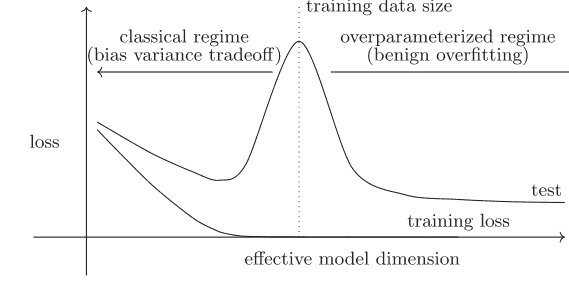 training data size
classical regime
(bias variance tradeoff)
overparameterized regime
(benign overfitting)
loss
test
training loss
effective model dimension